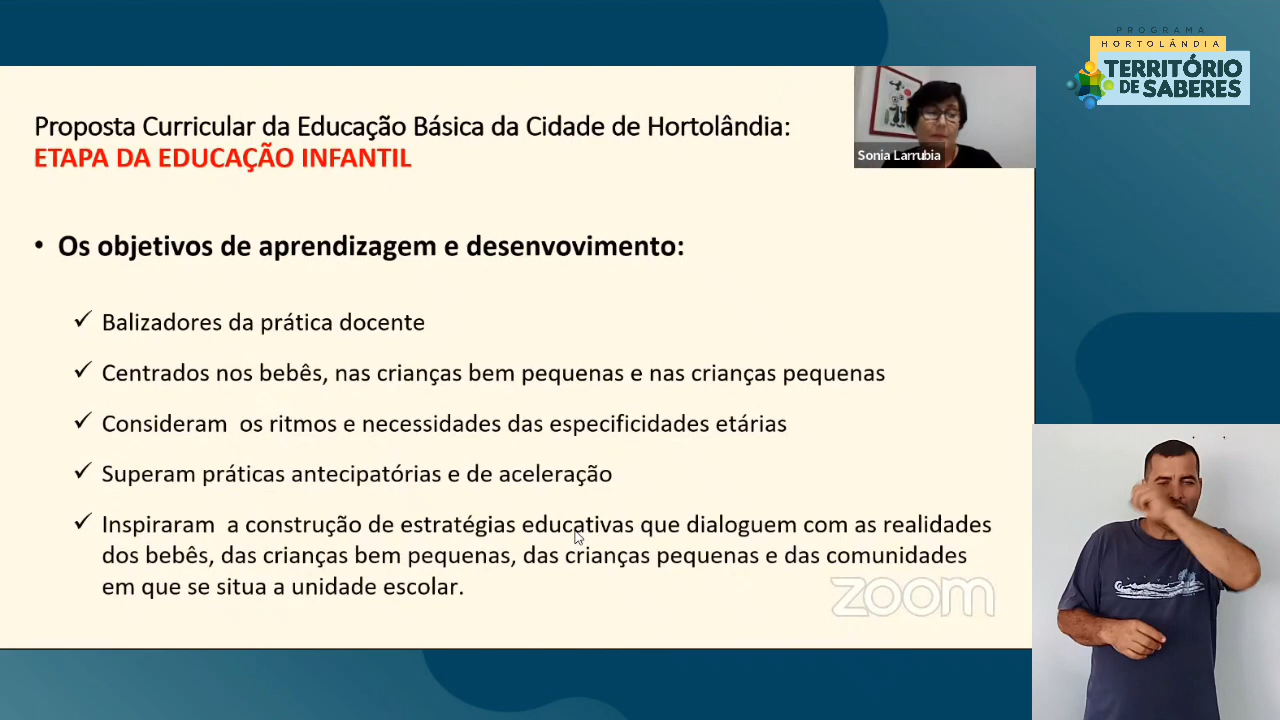 PROGRAMA
HORTOLÂNDIA
TERRITÓRIO
DE SABERES
Proposta Curricular da Educação Básica da Cidade de Hortolândia:
ETAPA DA EDUCAÇÃO INFANTIL
Sonia Larrubia
• Os objetivos de aprendizagem e desenvovimento:
✓ Balizadores da prática docente
✓ Centrados nos bebês, nas crianças bem pequenas e nas crianças pequenas
✓ Consideram os ritmos e necessidades das especificidades etárias
✓ Superam práticas antecipatórias e de aceleração
✓ Inspiraram a construção de estratégias educativas que dialoguem com as realidades
dos bebês, das crianças bem pequenas, das crianças pequenas e das comunidades
em que se situa a unidade escolar.
zoom